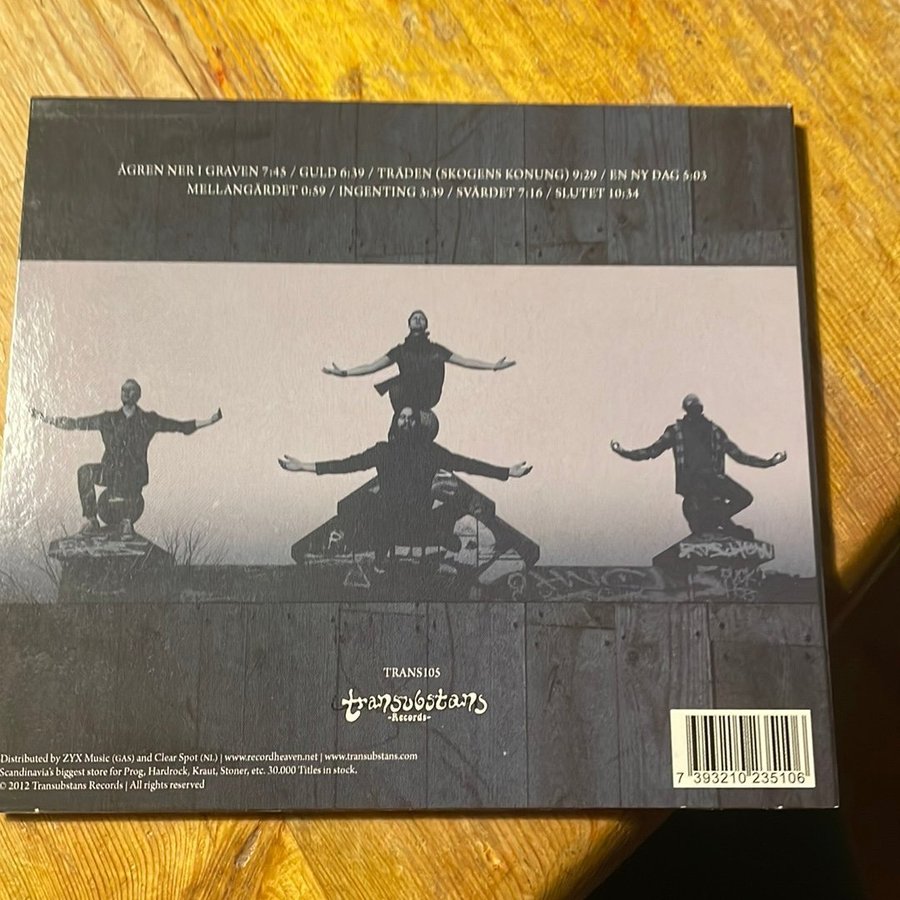 ÅGREN NER I GRAVEN 7:45 / GULD 6:39 / TRÄDEN (SKOGENS KONUNG) 9:29 / EN NY DAG 5:03
MELLANGÄRDET 0:59 / INGENTING 3:39 / SVÄRDET 7:16 / SLUTET 10:34
TRANS105
transubstans
-Records-
Distributed by ZYX Music (GAS) and Clear Spot (NL) | www.recordheaven.net | www.transubstans.com
Scandinavia's biggest store for Prog, Hardrock, Kraut, Stoner, etc. 30.000 Titles in stock.
© 2012 Transubstans Records | All rights reserved
7 393210 235106